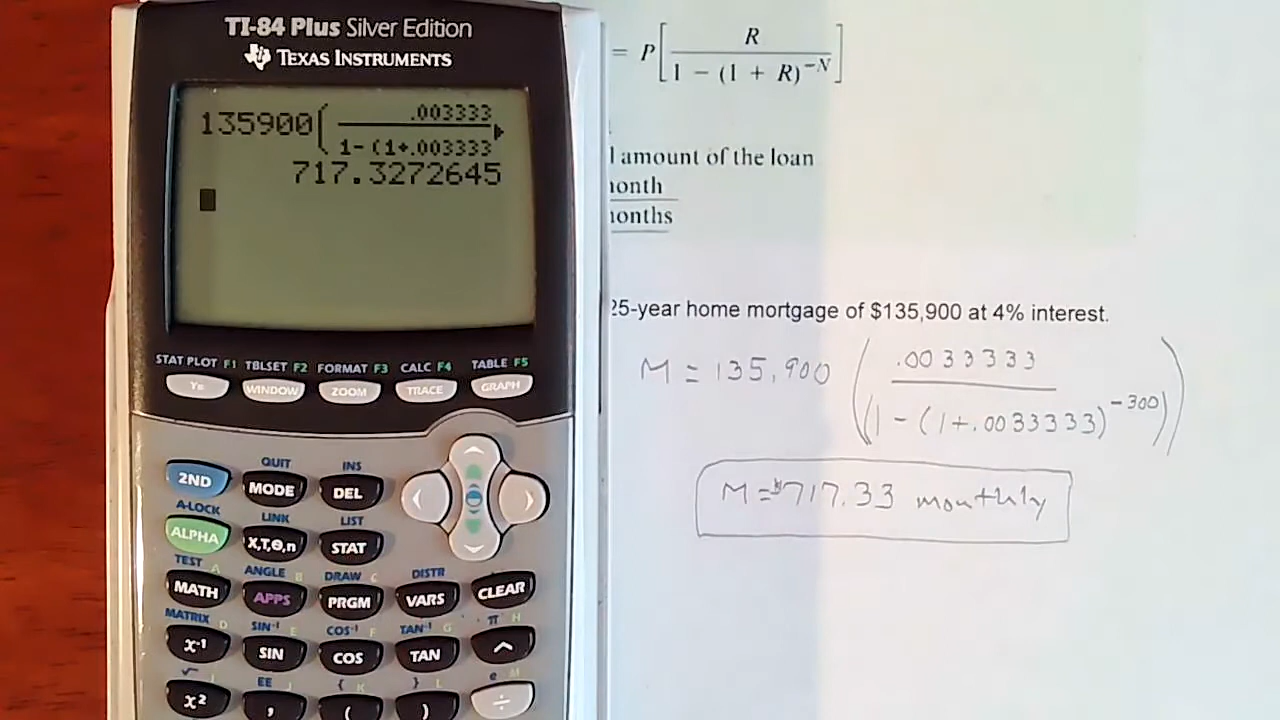 TI-84 Plus Silver Edition
TEXAS INSTRUMENTS
135900( .003333
1-(1+.003333
717.3272645
STAT PLOT F1 TBLSET F2 FORMAT F3 CALC F4 TABLE F5
Y= WINDOW ZOOM TRACE GRAPH
QUIT INS
2ND MODE DEL
A-LOCK LINK LIST
ALPHA X,T,Θ,n STAT
TEST A ANGLE B DRAW C DISTR
MATH APPS PRGM VARS CLEAR
MATRIX D SIN-1 E COS-1 F TAN-1 G π H
x-1 SIN COS TAN ^
√ I EE J { K } L e M
x² , ( ) ÷
= P[ R
1 − (1 + R)−N ]
amount of the loan
25-year home mortgage of $135,900 at 4% interest.
M = 135,900 ( .0033333
(1 - (1+.0033333)-300) )
M = $717.33 monthly